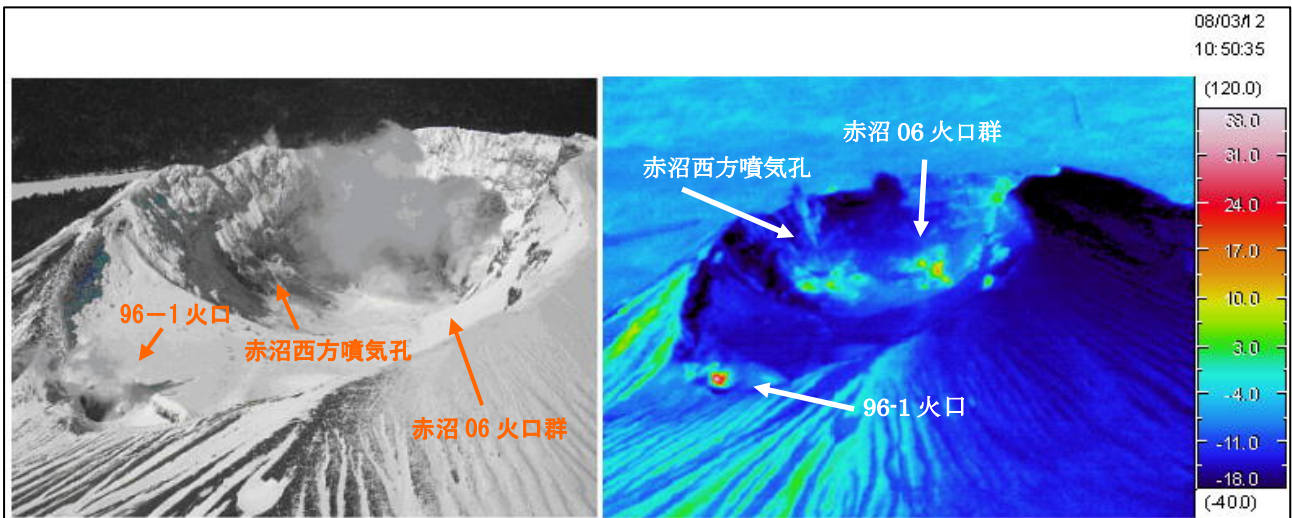 08/03/12
10:50:35
(120.0)
38.0
31.0
24.0
17.0
10.0
3.0
-4.0
-11.0
-18.0
(-40.0)
96－1 火口
赤沼西方噴気孔
赤沼 06 火口群
赤沼 06 火口群
赤沼西方噴気孔
96-1 火口